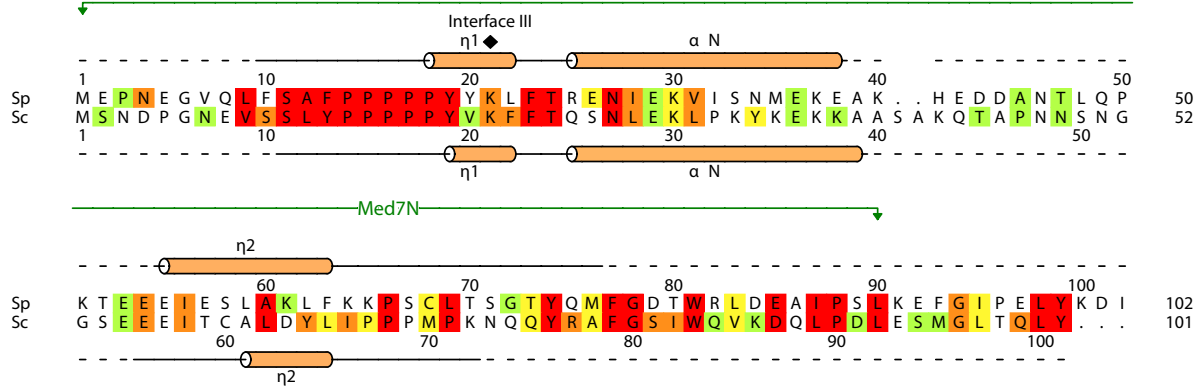 Interface III
η1 α N
1 10 20 30 40 50
Sp M E P N E G V Q L F S A F P P P P P Y Y K L F T R E N I E K V I S N M E K E A K . . H E D D A N T L Q P 50
Sc M S N D P G N E V S S L Y P P P P P Y V K F F T Q S N L E K L P K Y K E K K A A S A K Q T A P N N S N G 52
1 10 20 30 40 50
η1 α N
Med7N
η2
60 70 80 90 100
Sp K T E E E I E S L A K L F K K P S C L T S G T Y Q M F G D T W R L D E A I P S L K E F G I P E L Y K D I 102
Sc G S E E E I T C A L D Y L I P P P M P K N Q Q Y R A F G S I W Q V K D Q L P D L E S M G L T Q L Y . . . 101
60 70 80 90 100
η2